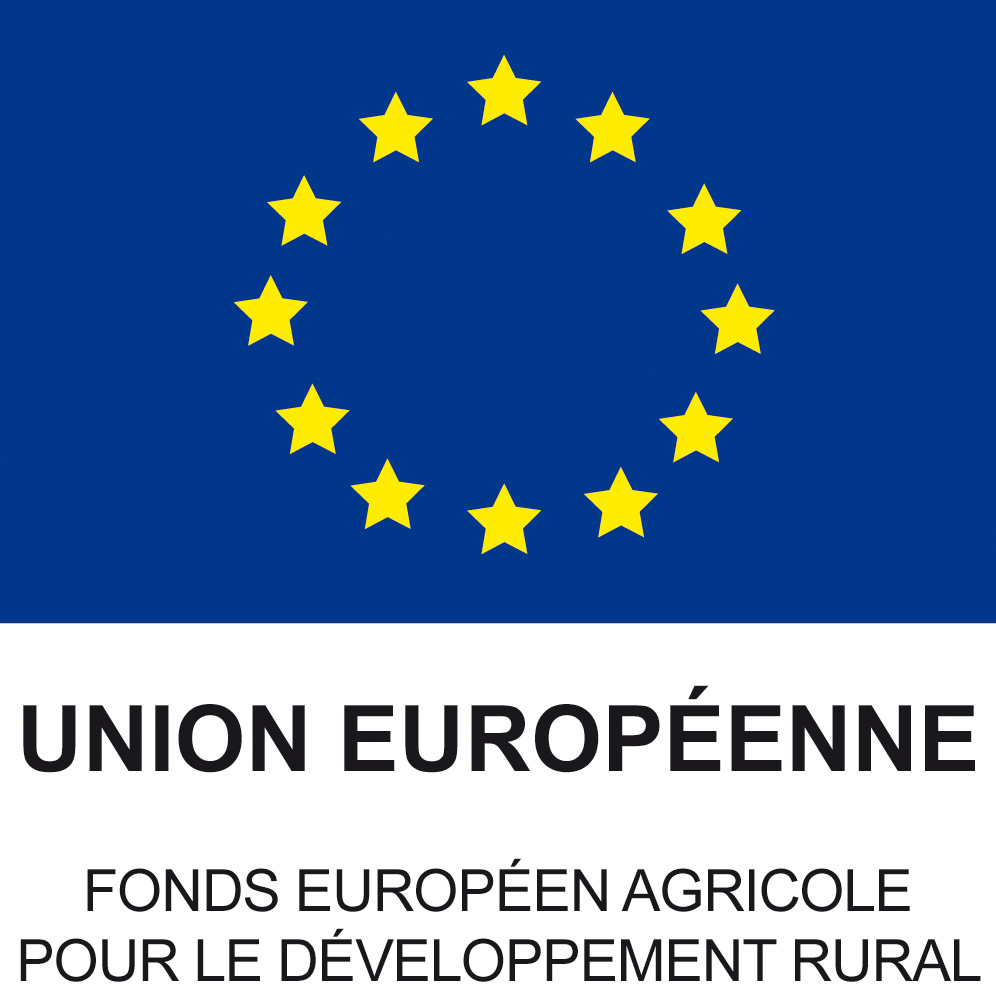 UNION EUROPÉENNE
FONDS EUROPÉEN AGRICOLE
POUR LE DÉVELOPPEMENT RURAL